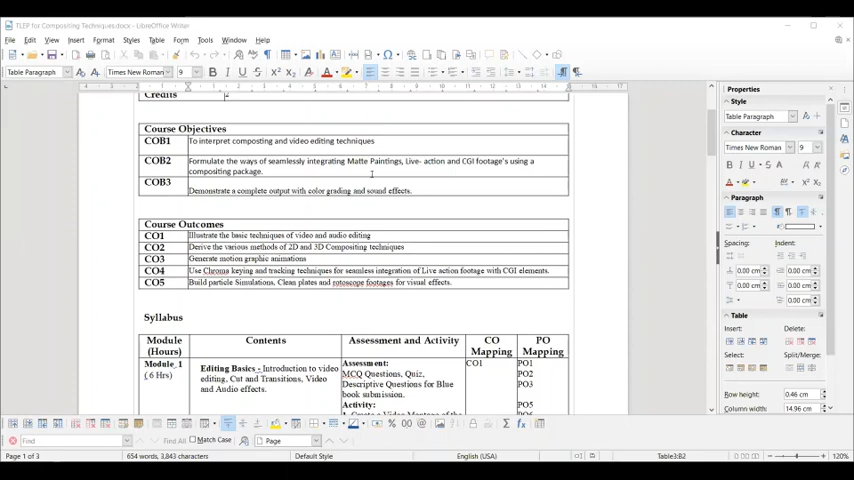 TLEP for Compositing Techniques.docx - LibreOffice Writer
File Edit View Insert Format Styles Table Form Tools Window Help
Table Paragraph Times New Roman 9
Credits 2
Course Objectives
COB1 To interpret composting and video editing techniques
COB2 Formulate the ways of seamlessly integrating Matte Paintings, Live- action and CGI footage's using a
compositing package.
COB3
Demonstrate a complete output with color grading and sound effects.
Course Outcomes
CO1 Illustrate the basic techniques of video and audio editing
CO2 Derive the various methods of 2D and 3D Compositing techniques
CO3 Generate motion graphic animations
CO4 Use Chroma keying and tracking techniques for seamless integration of Live action footage with CGI elements.
CO5 Build particle Simulations, Clean plates and rotoscope footages for visual effects.
Syllabus
Module (Hours) Contents Assessment and Activity CO Mapping PO Mapping
Module_1
( 6 Hrs)
Editing Basics - Introduction to video
editing, Cut and Transitions, Video
and Audio effects.
Assessment:
MCQ Questions, Quiz,
Descriptive Questions for Blue
book submission.
Activity:
1. Create a Video Montage of the
CO1
PO1
PO2
PO3
PO5
Properties
Style
Table Paragraph
Character
Times New Roman 9
Paragraph
Spacing: Indent:
0.00 cm 0.00 cm
0.00 cm 0.00 cm
0.00 cm
Table
Insert: Delete:
Select: Split/Merge:
Row height: 0.46 cm
Column width: 14.96 cm
Find Find All Match Case Page
Page 1 of 3 654 words, 3,843 characters Default Style English (USA) Table3:B2 120%